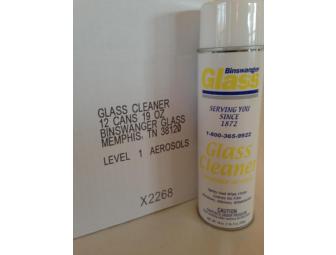 GLASS CLEANER
12 CANS 19 OZ
BINSWANGER GLASS
MEMPHIS, TN 38120
LEVEL 1 AEROSOLS
X2268
Binswanger
Glass
SERVING YOU
SINCE
1872
1-800-365-9922
Glass
Cleaner
CAUTION